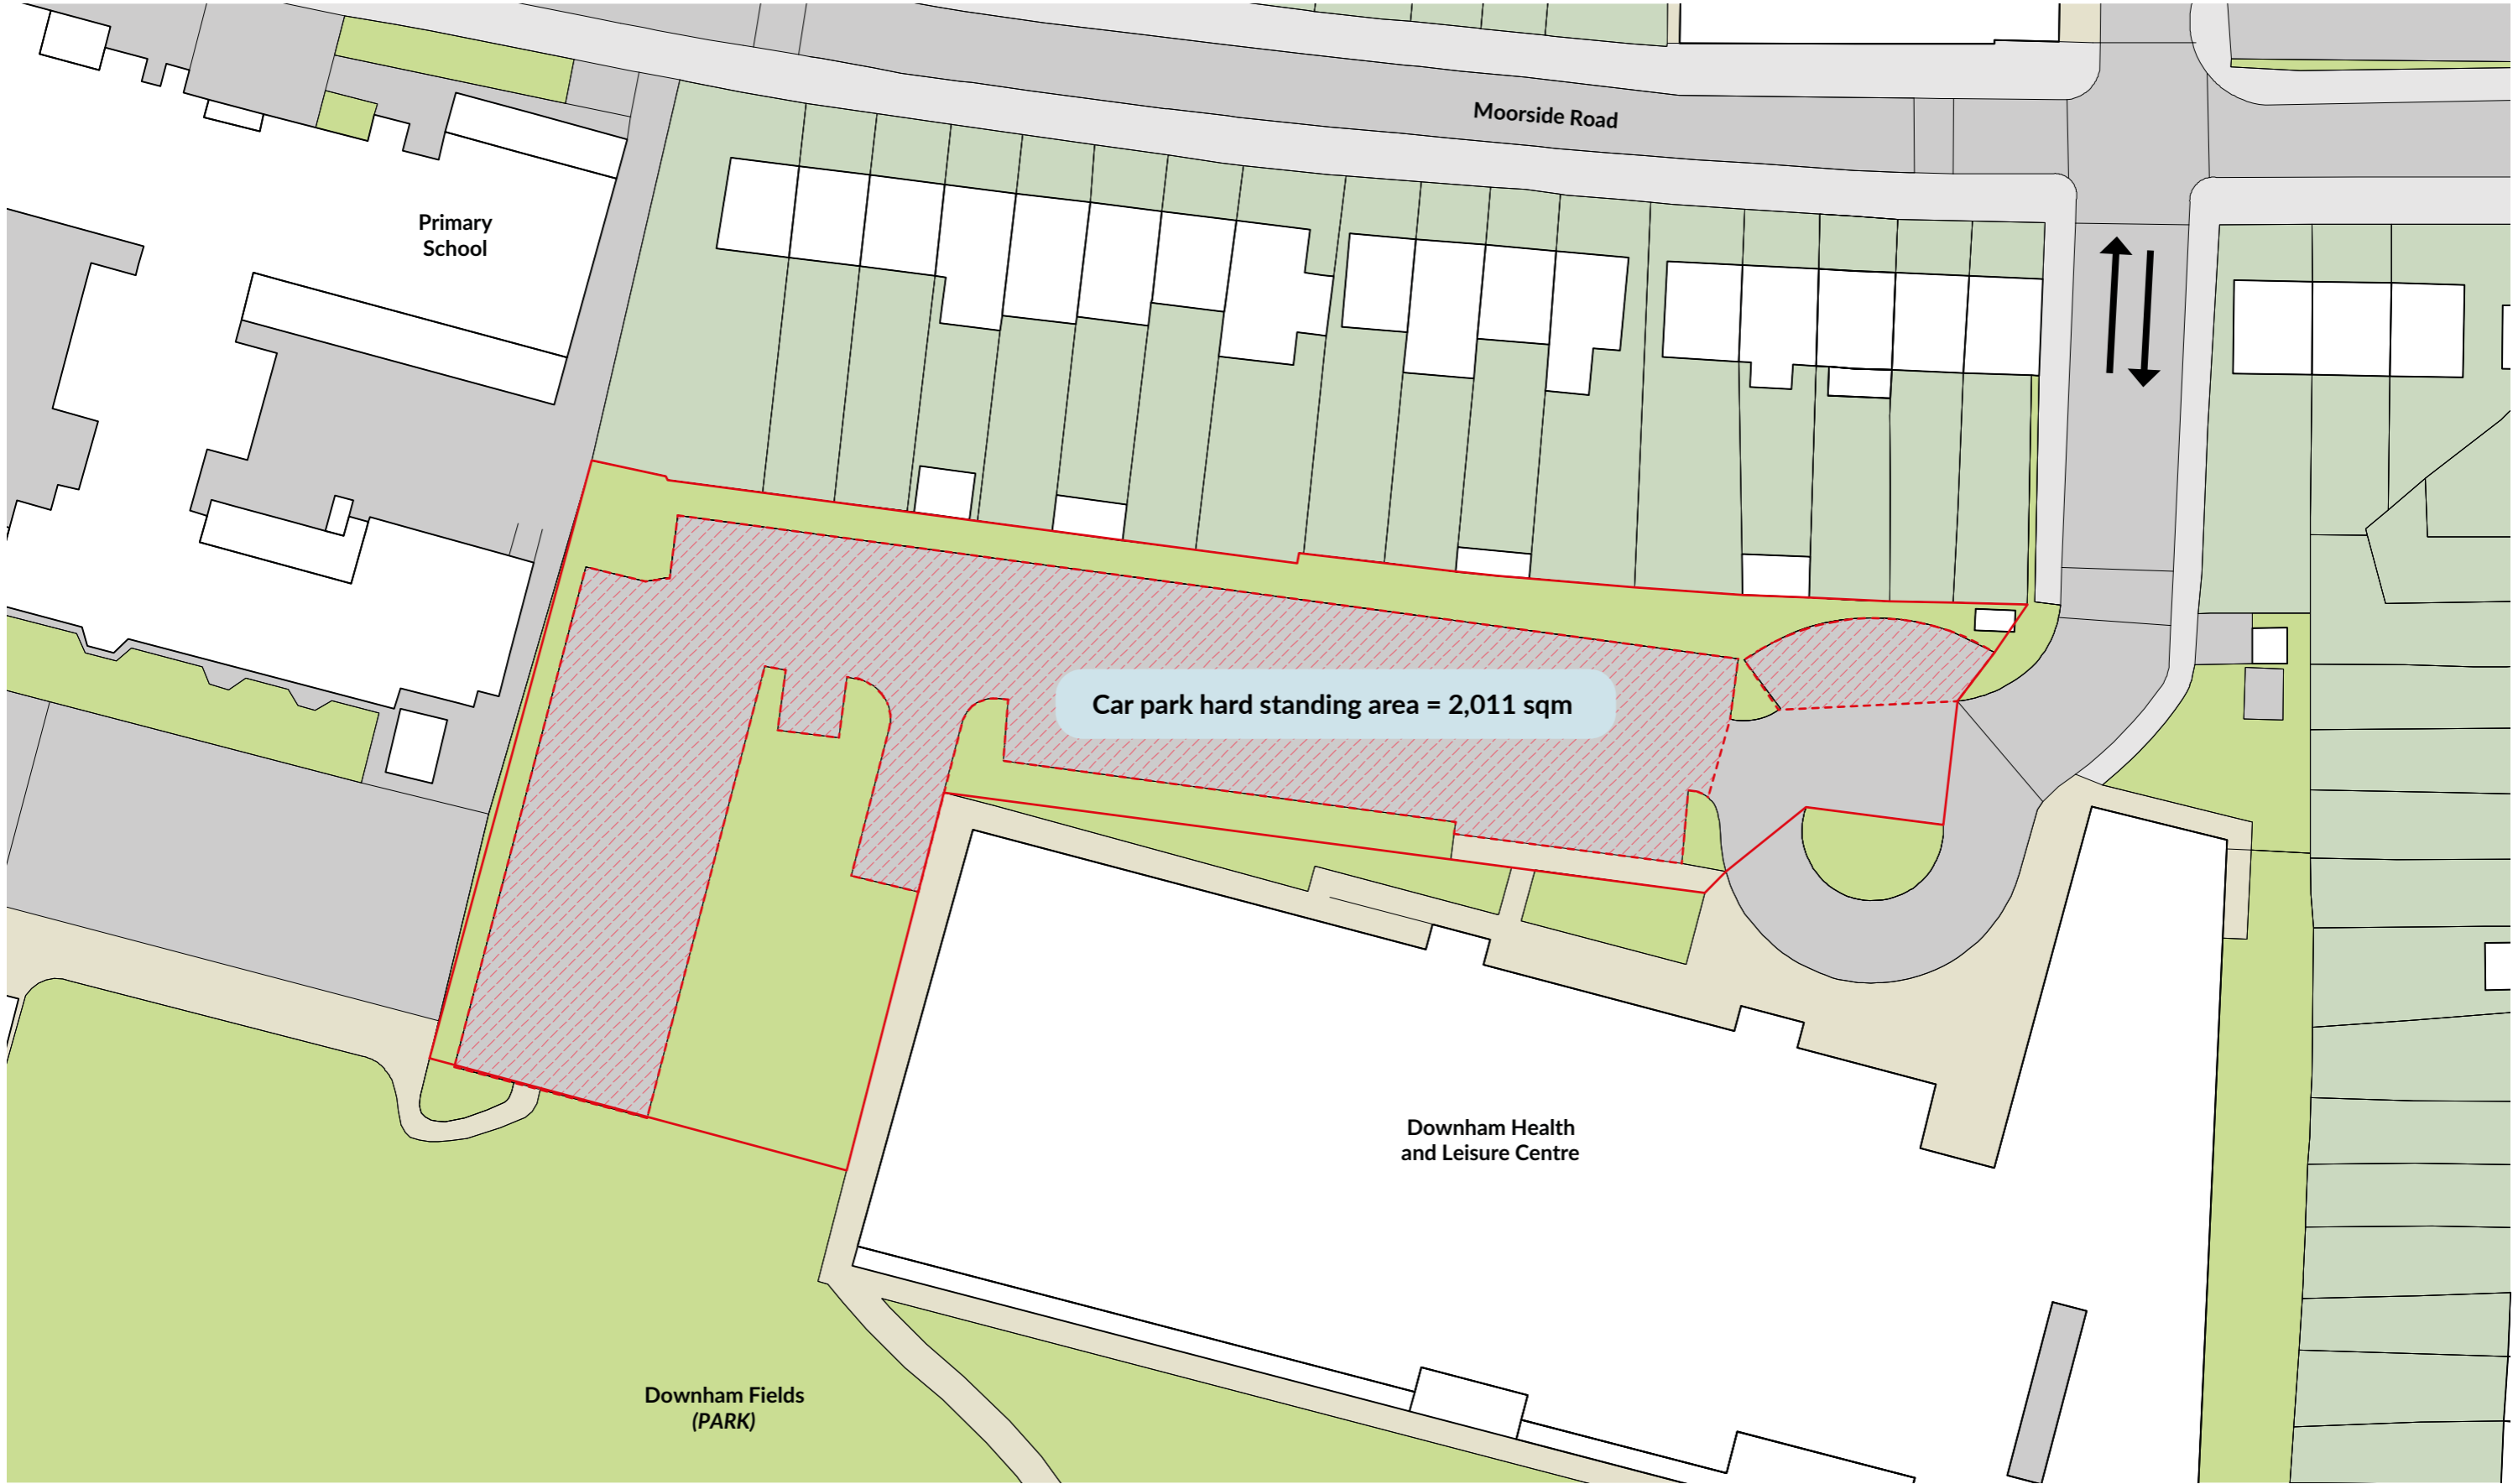 Moorside Road
Primary
School
Car park hard standing area = 2,011 sqm
Downham Health
and Leisure Centre
Downham Fields
(PARK)